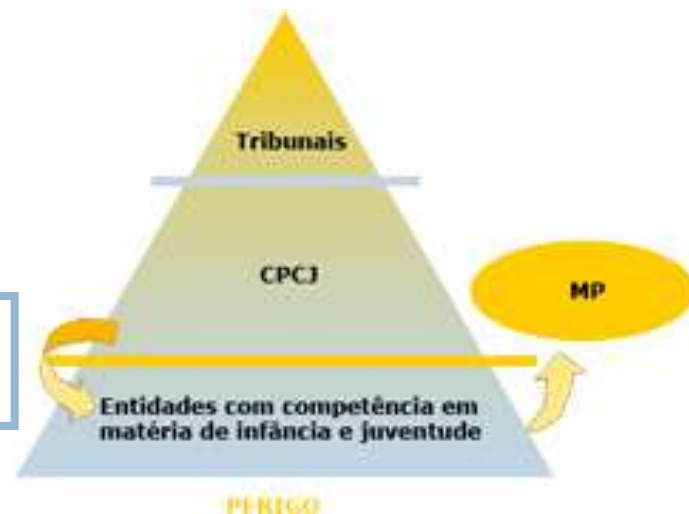 Tribunais
CPCJ
MP
Entidades com competência em
matéria de infância e juventude
PERIGO